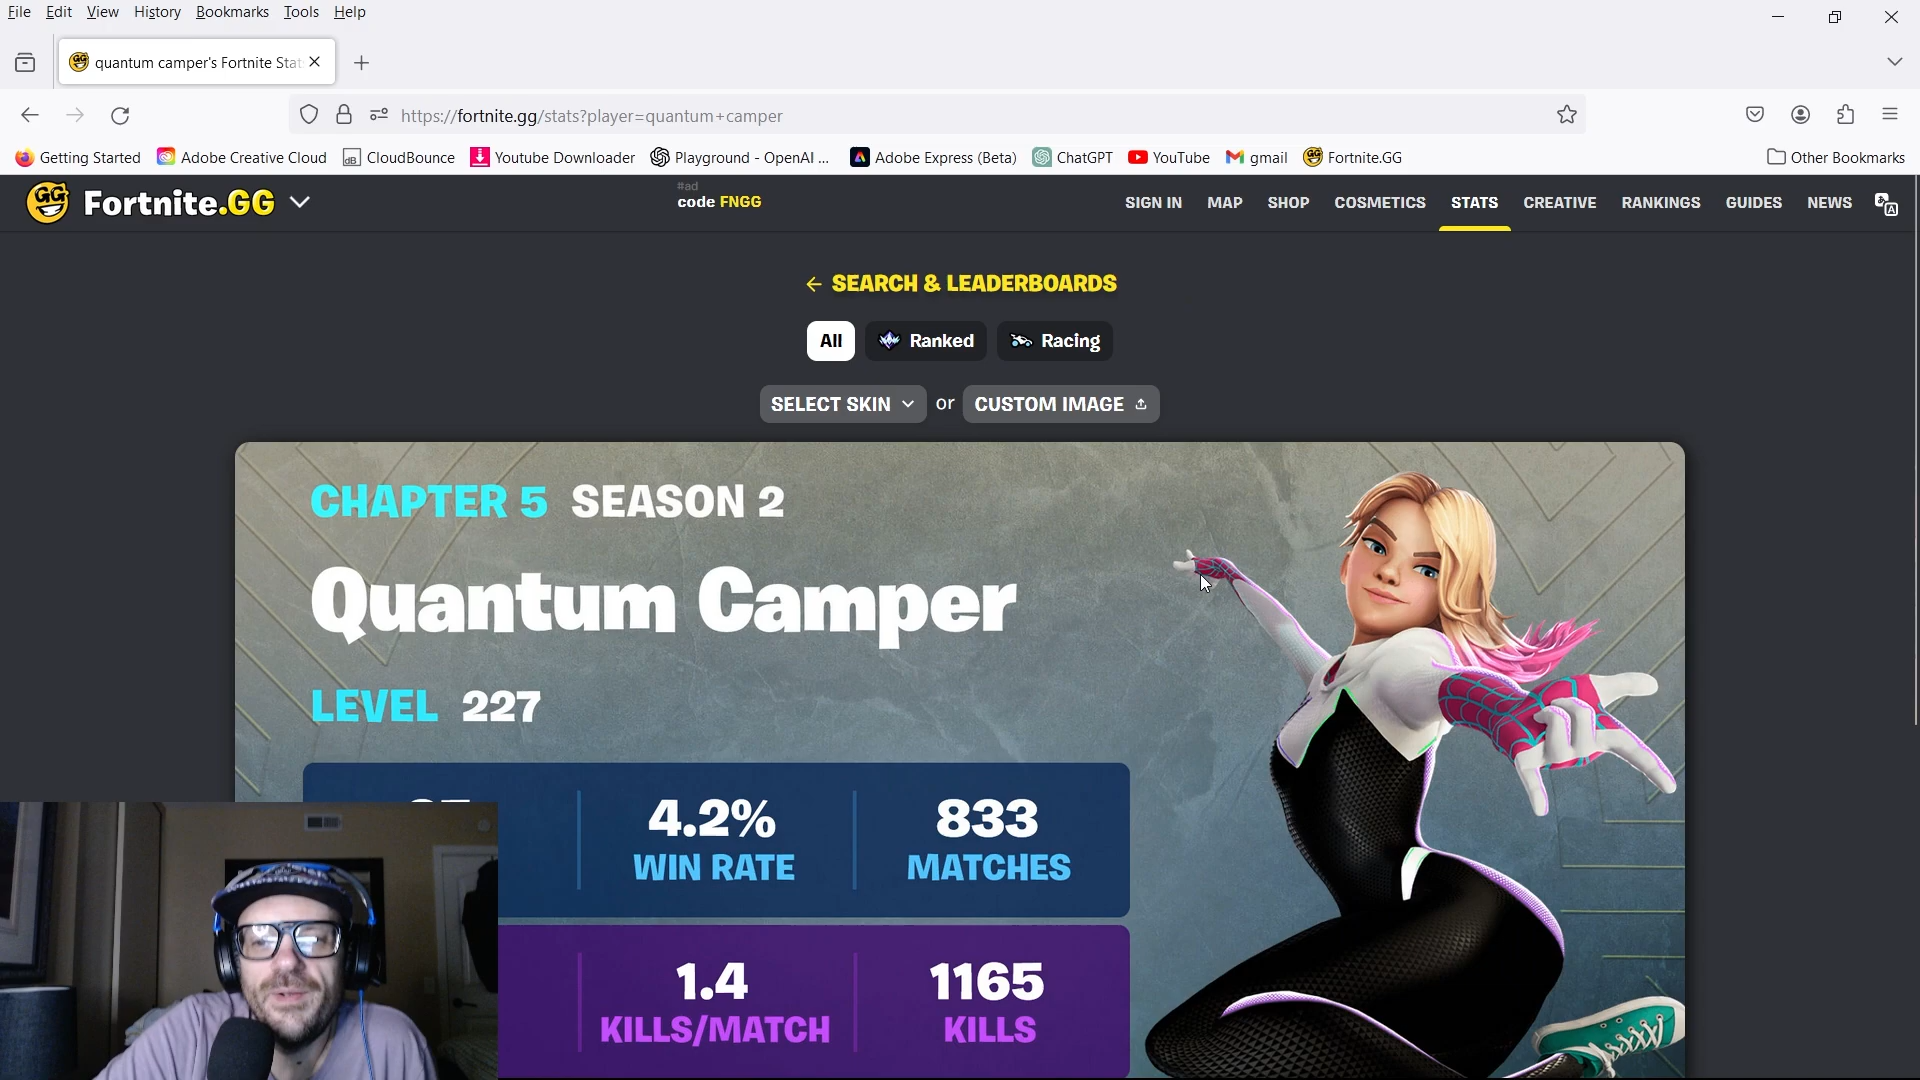 File Edit View History Bookmarks Tools Help
quantum camper's Fortnite Stat
https://fortnite.gg/stats?player=quantum+camper
Getting Started Adobe Creative Cloud CloudBounce Youtube Downloader Playground - OpenAI ... Adobe Express (Beta) ChatGPT YouTube gmail Fortnite.GG Other Bookmarks
#ad
Fortnite.GG code FNGG SIGN IN MAP SHOP COSMETICS STATS CREATIVE RANKINGS GUIDES NEWS
← SEARCH & LEADERBOARDS
All Ranked Racing
SELECT SKIN or CUSTOM IMAGE
CHAPTER 5 SEASON 2
Quantum Camper
LEVEL 227
4.2% 833
WIN RATE MATCHES
1.4 1165
KILLS/MATCH KILLS